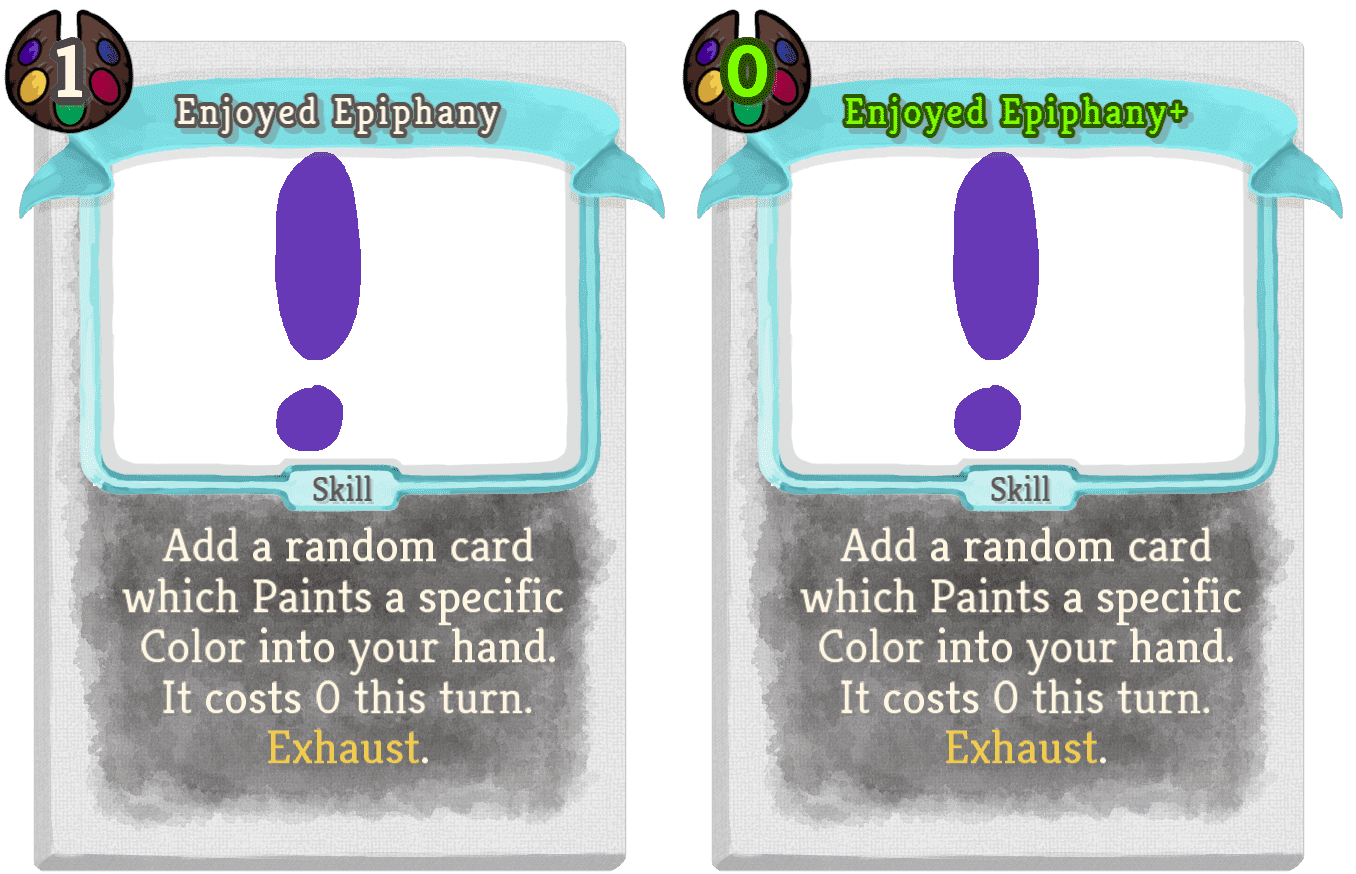 1
Enjoyed Epiphany
Skill
Add a random card
which Paints a specific
Color into your hand.
It costs 0 this turn.
Exhaust.
0
Enjoyed Epiphany+
Skill
Add a random card
which Paints a specific
Color into your hand.
It costs 0 this turn.
Exhaust.